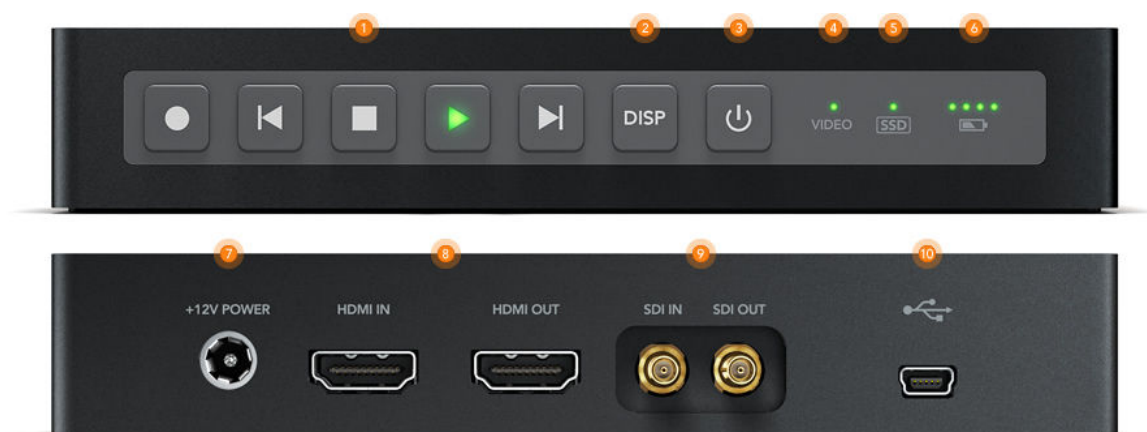 1 2 3 4 5 6
DISP
VIDEO SSD
7 8 9 10
+12V POWER HDMI IN HDMI OUT SDI IN SDI OUT